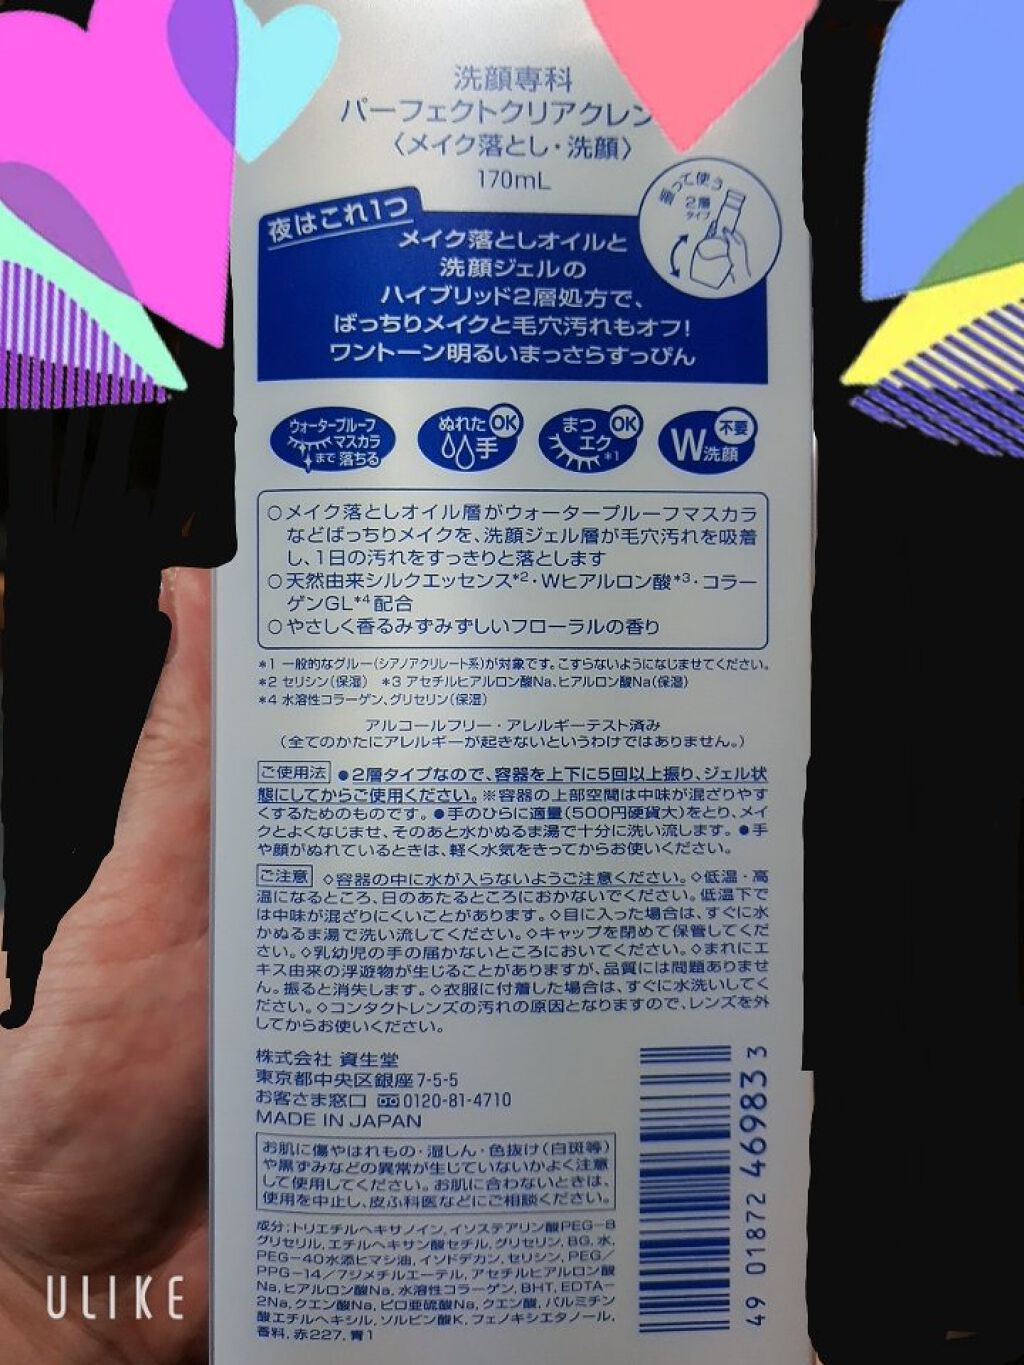 洗顔専科
パーフェクトクリアクレン
〈メイク落とし・洗顔〉
170mL
振って使う
2層
タイプ
夜はこれ1つ
メイク落としオイルと
洗顔ジェルの
ハイブリッド2層処方で、
ばっちりメイクと毛穴汚れもオフ!
ワントーン明るいまっさらすっぴん
ウォータープルーフ
マスカラ
まで落ちる
ぬれた
手
OK
まつ
エク
*1
OK
W洗顔
不要
○メイク落としオイル層がウォータープルーフマスカラ
などばっちりメイクを、洗顔ジェル層が毛穴汚れを吸着
し、1日の汚れをすっきりと落とします
○天然由来シルクエッセンス*2・Wヒアルロン酸*3・コラー
ゲンGL*4配合
○やさしく香るみずみずしいフローラルの香り
*1 一般的なグルー(シアノアクリレート系)が対象です。こすらないようになじませてください。
*2 セリシン(保湿) *3 アセチルヒアルロン酸Na、ヒアルロン酸Na(保湿)
*4 水溶性コラーゲン、グリセリン(保湿)
アルコールフリー・アレルギーテスト済み
(全てのかたにアレルギーが起きないというわけではありません。)
ご使用法 ●2層タイプなので、容器を上下に5回以上振り、ジェル状
態にしてからご使用ください。※容器の上部空間は中味が混ざりやす
くするためのものです。●手のひらに適量(500円硬貨大)をとり、メイ
クとよくなじませ、そのあと水かぬるま湯で十分に洗い流します。●手
や顔がぬれているときは、軽く水気をきってからお使いください。
ご注意 ◇容器の中に水が入らないようご注意ください。◇低温・高
温になるところ、日のあたるところにおかないでください。低温下で
は中味が混ざりにくいことがあります。◇目に入った場合は、すぐに水
かぬるま湯で洗い流してください。◇キャップを閉めて保管してくだ
さい。◇乳幼児の手の届かないところにおいてください。◇まれにエ
キス由来の浮遊物が生じることがありますが、品質には問題ありませ
ん。振ると消失します。◇衣服に付着した場合は、すぐに水洗いしてく
ださい。◇コンタクトレンズの汚れの原因となりますので、レンズを外
してからお使いください。
株式会社 資生堂
東京都中央区銀座7-5-5
お客さま窓口 0120-81-4710
MADE IN JAPAN
お肌に傷やはれもの・湿しん・色抜け(白斑等)
や黒ずみなどの異常が生じていないかよく注意
して使用してください。お肌に合わないときは、
使用を中止し、皮ふ科医などにご相談ください。
成分:トリエチルヘキサノイン, イソステアリン酸PEG-8
グリセリル, エチルヘキサン酸セチル, グリセリン, BG, 水,
PEG-40水添ヒマシ油, イソドデカン, セリシン, PEG/
PPG-14/7ジメチルエーテル, アセチルヒアルロン酸
Na, ヒアルロン酸Na, 水溶性コラーゲン, BHT, EDTA-
2Na, クエン酸Na, ピロ亜硫酸Na, クエン酸, パルミチン
酸エチルヘキシル, ソルビン酸K, フェノキシエタノール,
香料, 赤227, 青1
49 01872 46983 3
ULIKE